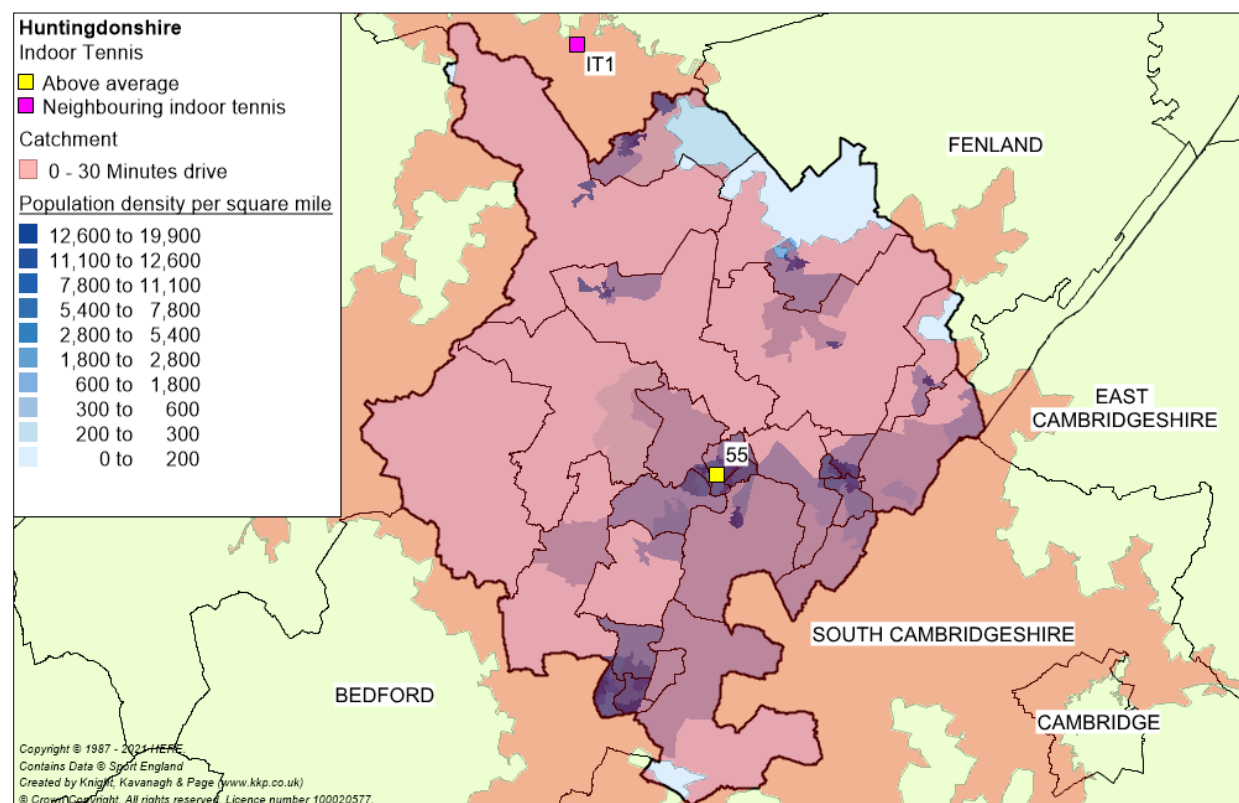 Huntingdonshire
Indoor Tennis
Above average
Neighbouring indoor tennis
Catchment
0 - 30 Minutes drive
Population density per square mile
12,600 to 19,900
11,100 to 12,600
7,800 to 11,100
5,400 to 7,800
2,800 to 5,400
1,800 to 2,800
600 to 1,800
300 to 600
200 to 300
0 to 200
IT1
FENLAND
EAST
CAMBRIDGESHIRE
55
SOUTH CAMBRIDGESHIRE
BEDFORD
CAMBRIDGE
Copyright © 1987 - 2021 HERE.
Contains Data © Sport England
Created by Knight, Kavanagh & Page (www.kkp.co.uk)
© Crown Copyright. All rights reserved. Licence number 100020577.